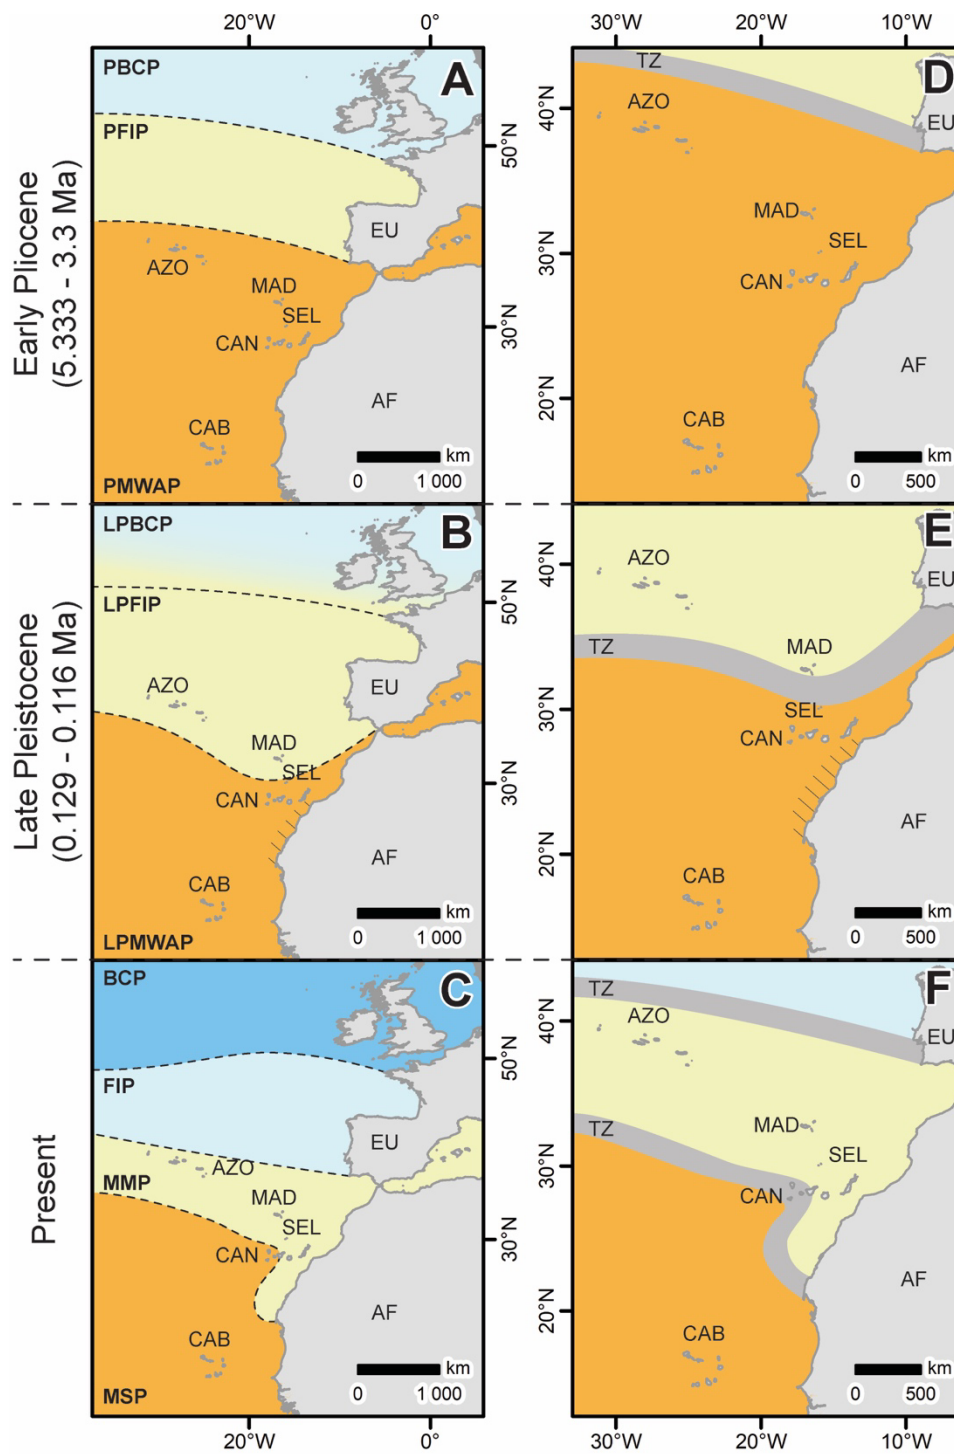 20°W 0°
30°W 20°W 10°W
Early Pliocene
(5.333 - 3.3 Ma)
PBCP
A
PFIP
50°N
EU
AZO
MAD
SEL
30°N
CAN
AF
CAB
km
0 1 000
PMWAP
TZ
D
AZO
40°N
EU
MAD
SEL
30°N
CAN
AF
20°N
CAB
km
0 500
Late Pleistocene
(0.129 - 0.116 Ma)
LPBCP
B
LPFIP
50°N
AZO
EU
MAD
SEL
30°N
CAN
AF
CAB
km
0 1 000
LPMWAP
E
AZO
40°N
EU
TZ
MAD
30°N
SEL
CAN
AF
20°N
CAB
km
0 500
Present
BCP
C
50°N
FIP
EU
AZO
MMP
MAD
SEL
30°N
CAN
AF
CAB
km
0 1 000
MSP
TZ
F
AZO
40°N
EU
TZ
MAD
SEL
30°N
CAN
AF
20°N
CAB
km
0 500
20°W 0°
30°W 20°W 10°W